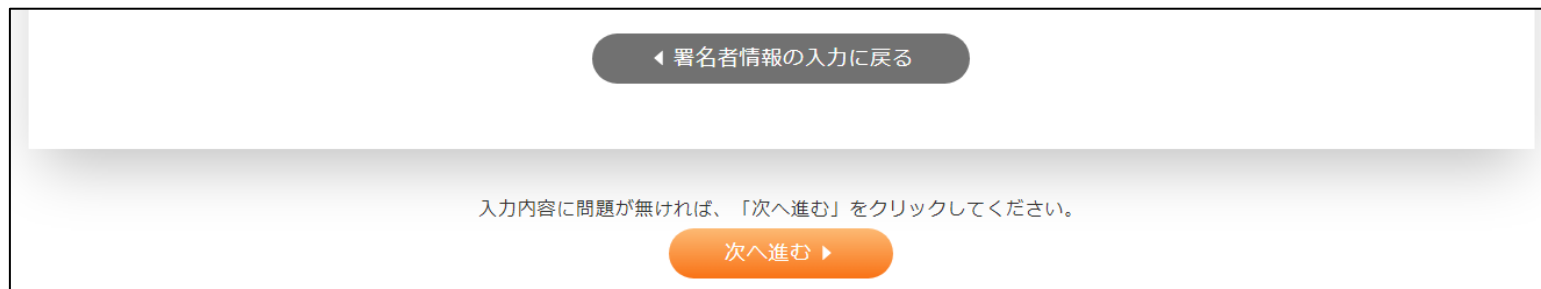 署名者情報の入力に戻る
入力内容に問題が無ければ、「次へ進む」をクリックしてください。
次へ進む